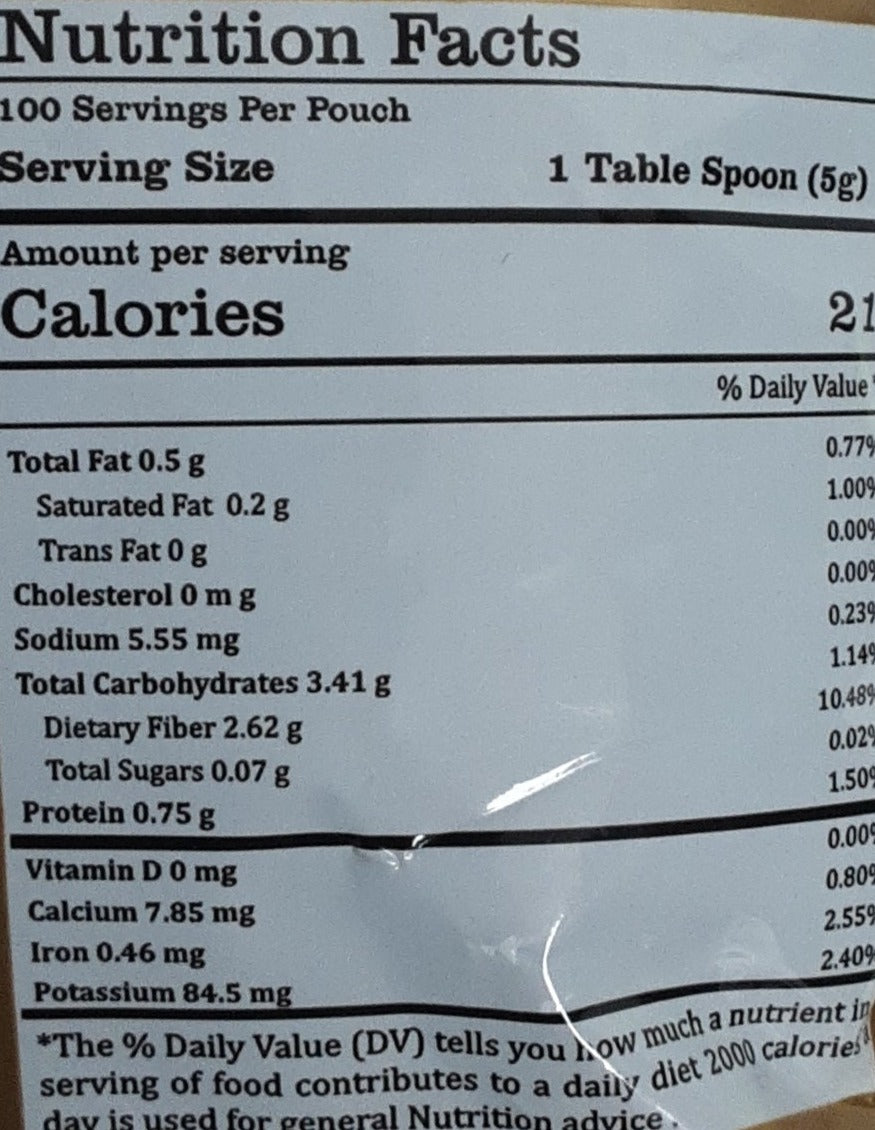 Nutrition Facts
100 Servings Per Pouch
Serving Size 1 Table Spoon (5g)
Amount per serving
Calories 21
% Daily Value*
Total Fat 0.5 g 0.77%
Saturated Fat 0.2 g 1.00%
Trans Fat 0 g 0.00%
Cholesterol 0 m g 0.00%
Sodium 5.55 mg 0.23%
Total Carbohydrates 3.41 g 1.14%
Dietary Fiber 2.62 g 10.48%
Total Sugars 0.07 g 0.02%
Protein 0.75 g 1.50%
Vitamin D 0 mg 0.00%
Calcium 7.85 mg 0.80%
Iron 0.46 mg 2.55%
Potassium 84.5 mg 2.40%
*The % Daily Value (DV) tells you how much a nutrient in
serving of food contributes to a daily diet 2000 calories
day is used for general Nutrition advice.